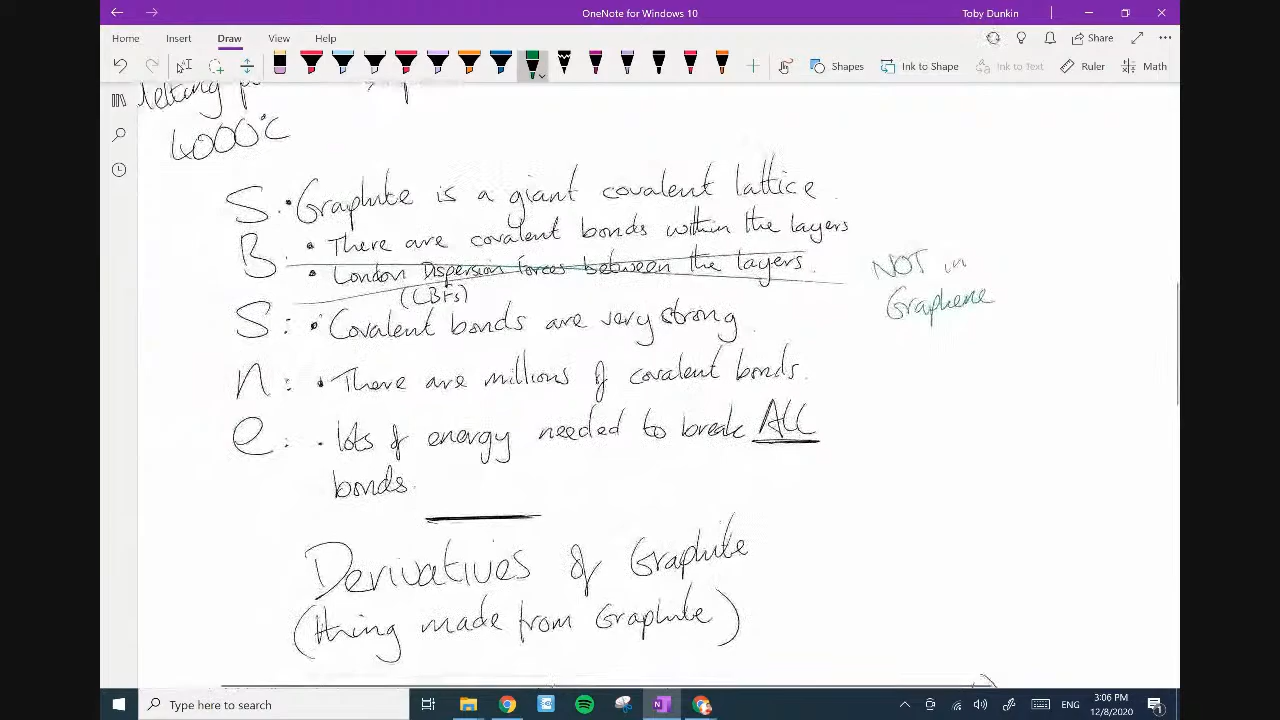 OneNote for Windows 10
Toby Dunkin
Home Insert Draw View Help
Share
Shapes Ink to Shape Ink to Text Ruler Math
Melting
4000°C
S • Graphite is a giant covalent lattice.
B • There are covalent bonds within the layers
• London Dispersion forces between the layers.
(LDFs)
NOT in
Graphene
S: • Covalent bonds are very strong.
n: • There are millions of covalent bonds.
e: • lots of energy needed to break ALL
bonds.
Derivatives of Graphite
(thing made from Graphite)
Type here to search
ENG
3:06 PM
12/8/2020
1